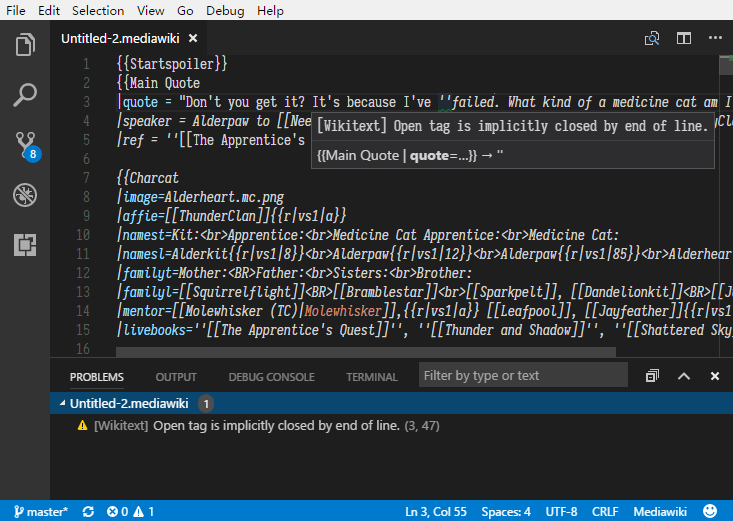 File Edit Selection View Go Debug Help
Untitled-2.mediawiki ×
1 {{Startspoiler}}
2 {{Main Quote
3 |quote = "Don't you get it? It's because I've ''failed. What kind of a medicine cat am I
4 |speaker = Alderpaw to [[Nee
[Wikitext] Open tag is implicitly closed by end of line.
5 |ref = ''[[The Apprentice's
{{Main Quote | quote=...}} → ''
6
7 {{Charcat
8 |image=Alderheart.mc.png
9 |affie=[[ThunderClan]]{{r|vs1|a}}
10 |namest=Kit:<br>Apprentice:<br>Medicine Cat Apprentice:<br>Medicine Cat:
11 |namesl=Alderkit{{r|vs1|8}}<br>Alderpaw{{r|vs1|12}}<br>Alderpaw{{r|vs1|85}}<br>Alderhear
12 |familyt=Mother:<BR>Father:<br>Sisters:<br>Brother:
13 |familyl=[[Squirrelflight]]<BR>[[Bramblestar]]<br>[[Sparkpelt]], [[Dandelionkit]]<BR>[[J
14 |mentor=[[Molewhisker (TC)|Molewhisker]],{{r|vs1|a}} [[Leafpool]], [[Jayfeather]]{{r|vs1
15 |livebooks=''[[The Apprentice's Quest]]'', ''[[Thunder and Shadow]]'', ''[[Shattered Sky
16
8
PROBLEMS OUTPUT DEBUG CONSOLE TERMINAL Filter by type or text
Untitled-2.mediawiki 1
[Wikitext] Open tag is implicitly closed by end of line. (3, 47)
master* 0 1 Ln 3, Col 55 Spaces: 4 UTF-8 CRLF Mediawiki